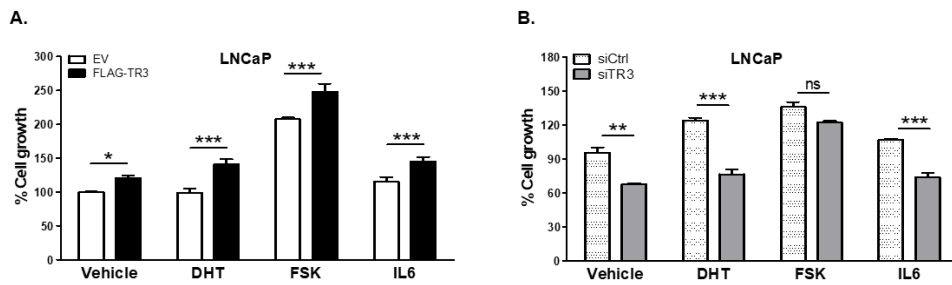 A.
LNCaP
EV
FLAG-TR3
% Cell growth
300
250
200
150
100
50
0
*
***
***
***
Vehicle DHT FSK IL6
B.
LNCaP
siCtrl
siTR3
% Cell growth
180
150
120
90
60
30
0
**
***
ns
***
Vehicle DHT FSK IL6